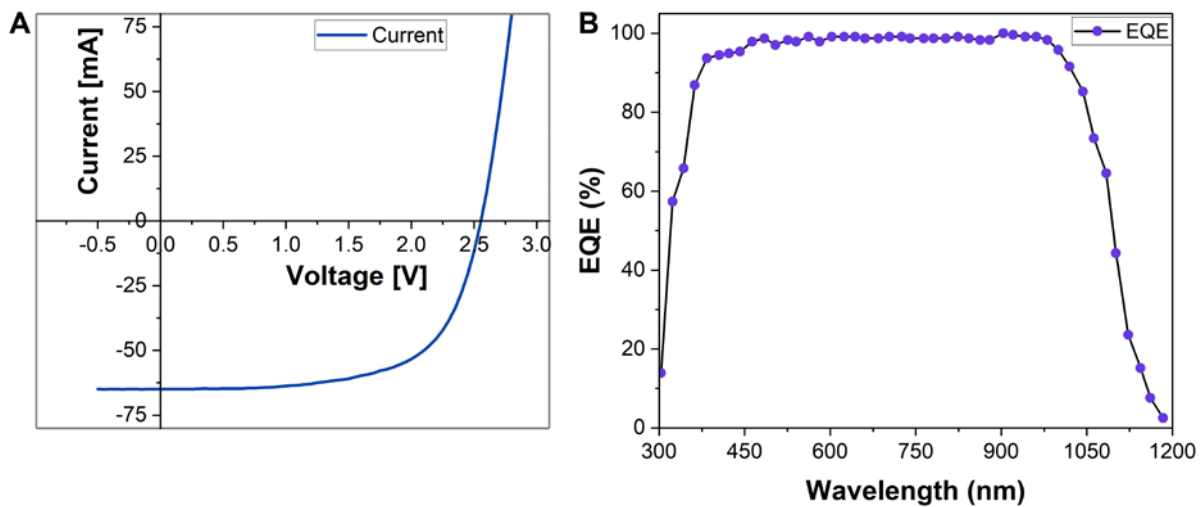 A
Current [mA]
75
50
25
0
-25
-50
-75
-0.5 0.0 0.5 1.0 1.5 2.0 2.5 3.0
Voltage [V]
Current
B
EQE (%)
100
80
60
40
20
0
300 450 600 750 900 1050 1200
Wavelength (nm)
EQE